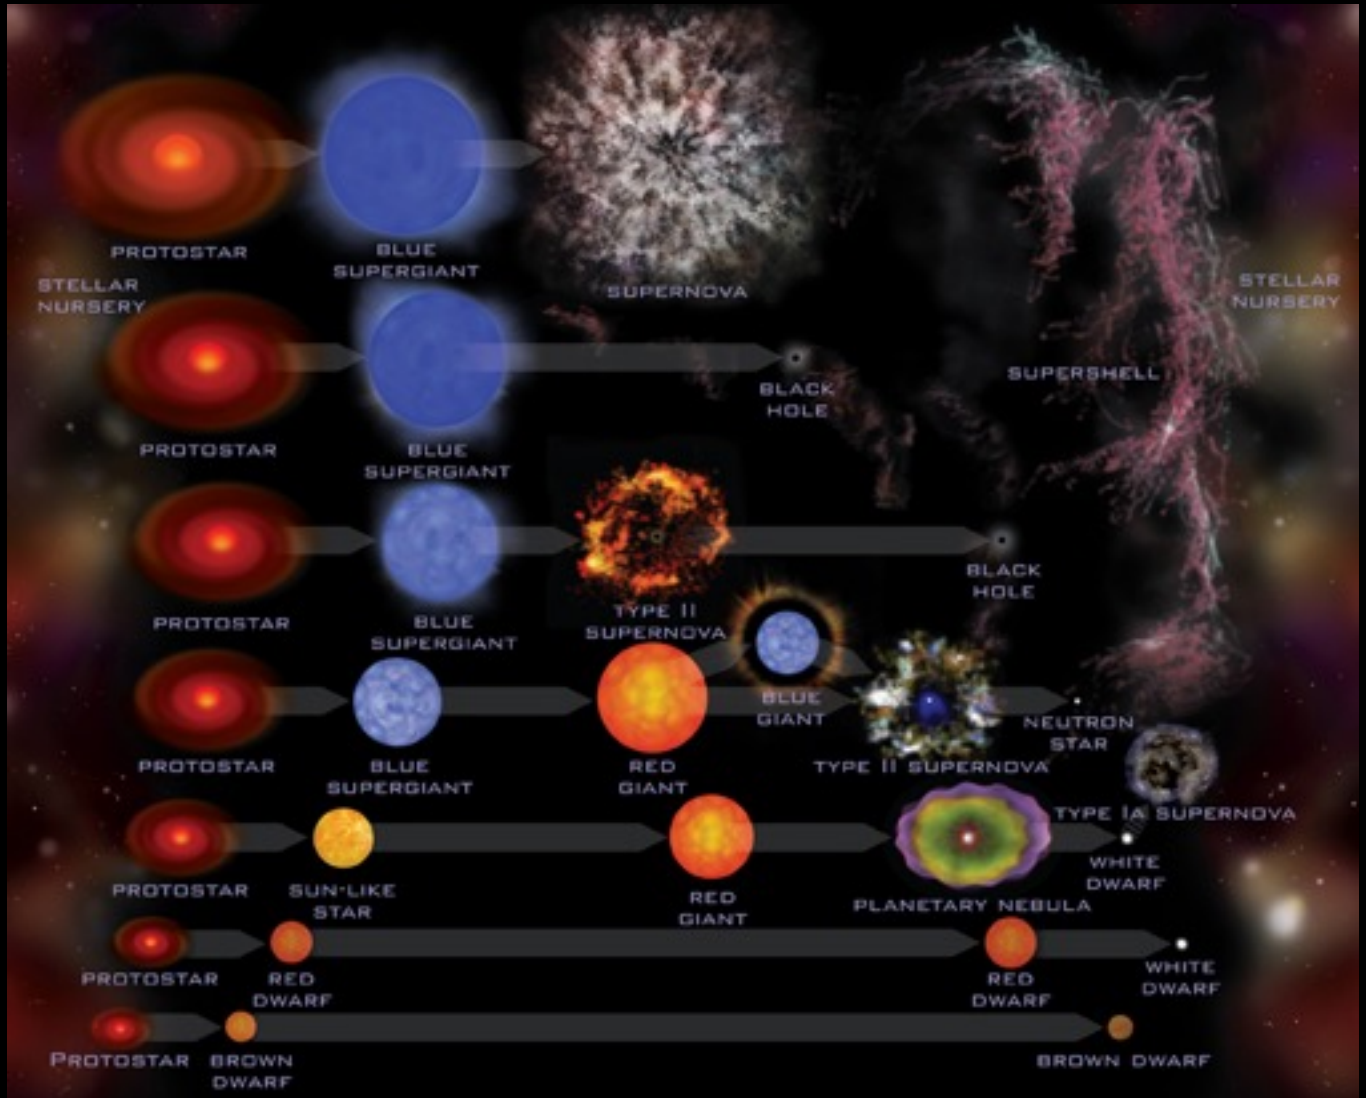 PROTOSTAR
BLUE
SUPERGIANT
SUPERNOVA
STELLAR
NURSERY
STELLAR
NURSERY
SUPERSHELL
PROTOSTAR
BLUE
SUPERGIANT
BLACK
HOLE
PROTOSTAR
BLUE
SUPERGIANT
TYPE II
SUPERNOVA
BLACK
HOLE
PROTOSTAR
BLUE
SUPERGIANT
RED
GIANT
BLUE
GIANT
TYPE II SUPERNOVA
NEUTRON
STAR
TYPE IA SUPERNOVA
PROTOSTAR
SUN-LIKE
STAR
RED
GIANT
PLANETARY NEBULA
WHITE
DWARF
PROTOSTAR
RED
DWARF
RED
DWARF
WHITE
DWARF
PROTOSTAR
BROWN
DWARF
BROWN DWARF